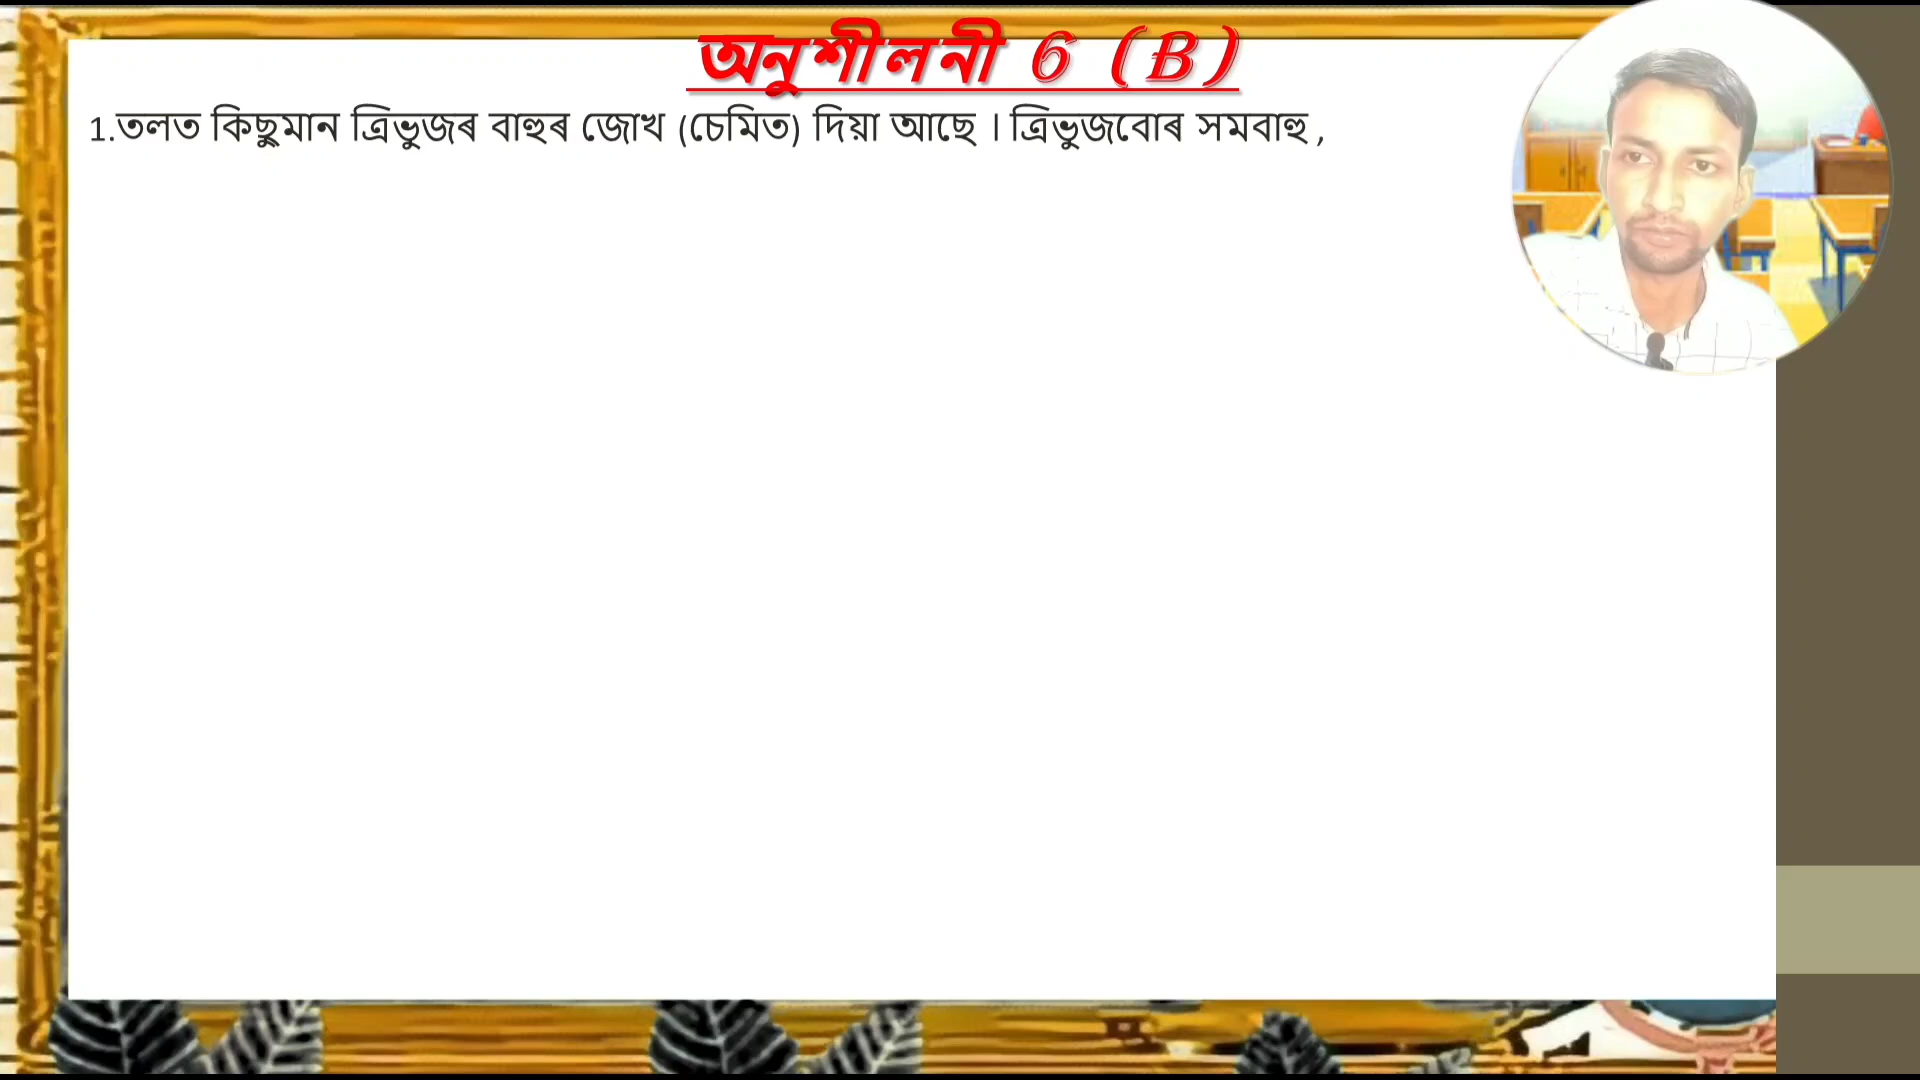 অনুশীলনী 6 (B)
1.তলত কিছুমান ত্ৰিভুজৰ বাহুৰ জোখ (চেমিত) দিয়া আছে । ত্ৰিভুজবোৰ সমবাহু ,